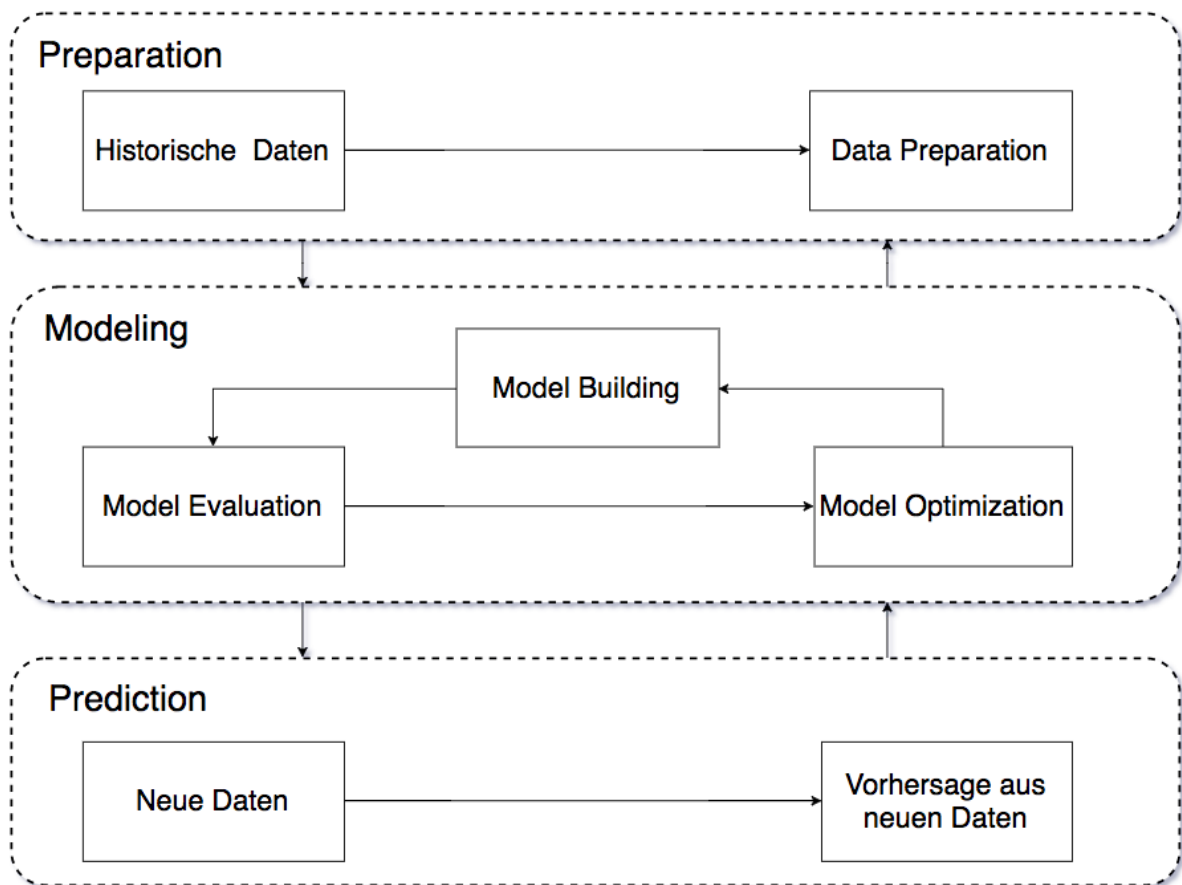 Preparation
Historische Daten
Data Preparation
Modeling
Model Building
Model Evaluation
Model Optimization
Prediction
Neue Daten
Vorhersage aus
neuen Daten